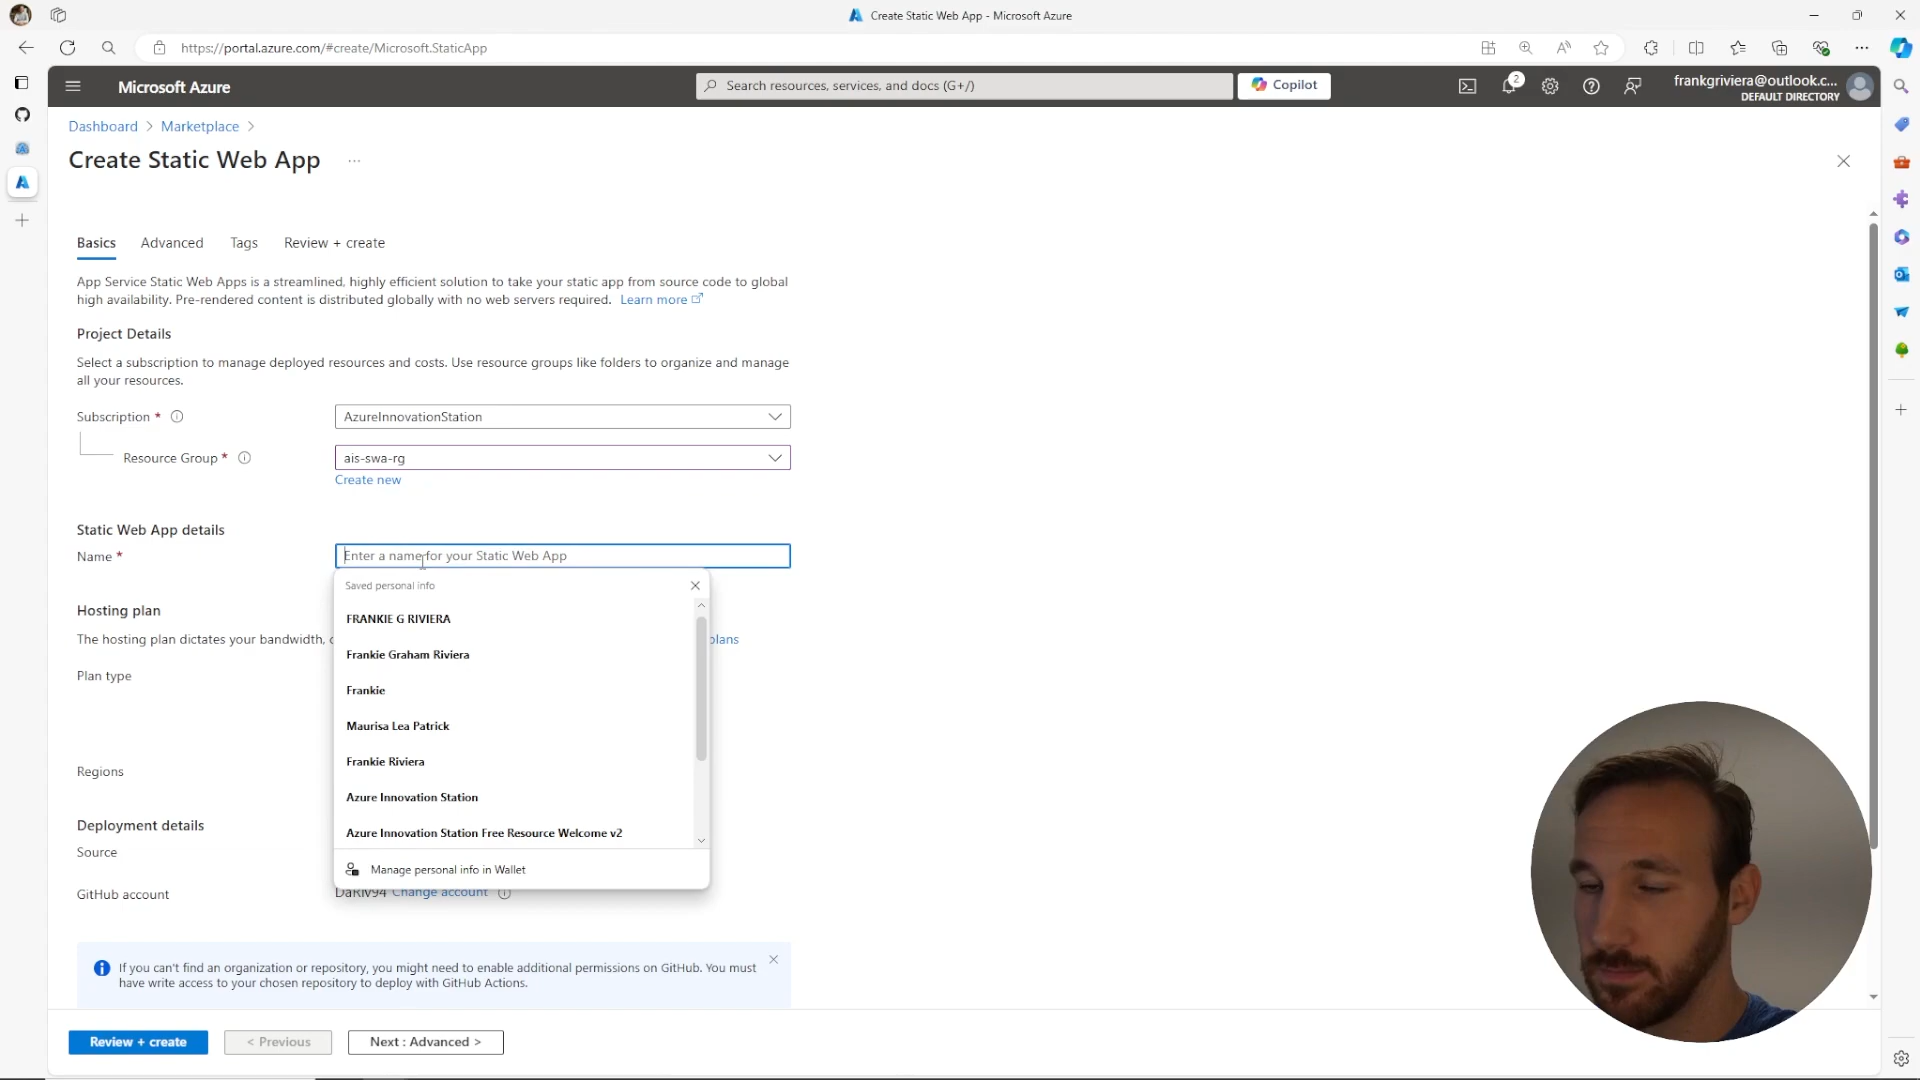 Create Static Web App - Microsoft Azure
https://portal.azure.com/#create/Microsoft.StaticApp
Microsoft Azure
Search resources, services, and docs (G+/)
Copilot
2
frankgriviera@outlook.c...
DEFAULT DIRECTORY
Dashboard > Marketplace >
Create Static Web App ...
Basics Advanced Tags Review + create
App Service Static Web Apps is a streamlined, highly efficient solution to take your static app from source code to global
high availability. Pre-rendered content is distributed globally with no web servers required. Learn more
Project Details
Select a subscription to manage deployed resources and costs. Use resource groups like folders to organize and manage
all your resources.
Subscription *
AzureInnovationStation
Resource Group *
ais-swa-rg
Create new
Static Web App details
Name *
Enter a name for your Static Web App
Saved personal info
FRANKIE G RIVIERA
Frankie Graham Riviera
Frankie
Maurisa Lea Patrick
Frankie Riviera
Azure Innovation Station
Azure Innovation Station Free Resource Welcome v2
Manage personal info in Wallet
Hosting plan
The hosting plan dictates your bandwidth,
plans
Plan type
Regions
Deployment details
Source
GitHub account
DaRiv94 Change account
If you can't find an organization or repository, you might need to enable additional permissions on GitHub. You must
have write access to your chosen repository to deploy with GitHub Actions.
Review + create
< Previous
Next : Advanced >